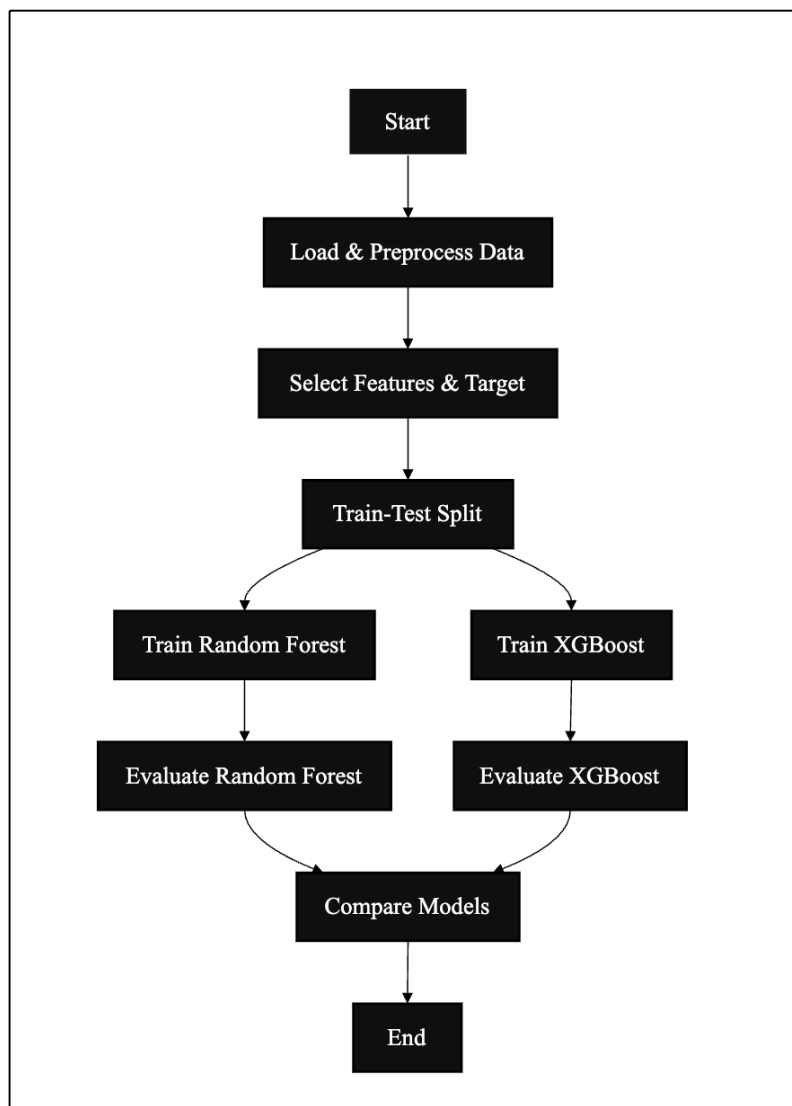 Start
Load & Preprocess Data
Select Features & Target
Train-Test Split
Train Random Forest
Train XGBoost
Evaluate Random Forest
Evaluate XGBoost
Compare Models
End